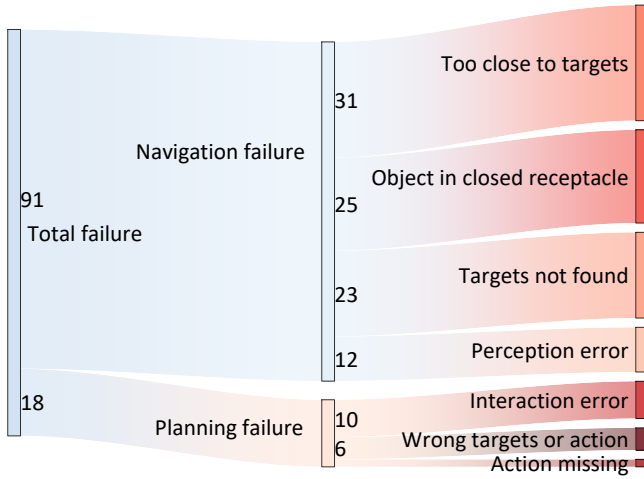 Too close to targets
31
Navigation failure
Object in closed receptacle
91
25
Total failure
Targets not found
23
Perception error
12
Interaction error
18
10
Planning failure
Wrong targets or action
6
Action missing